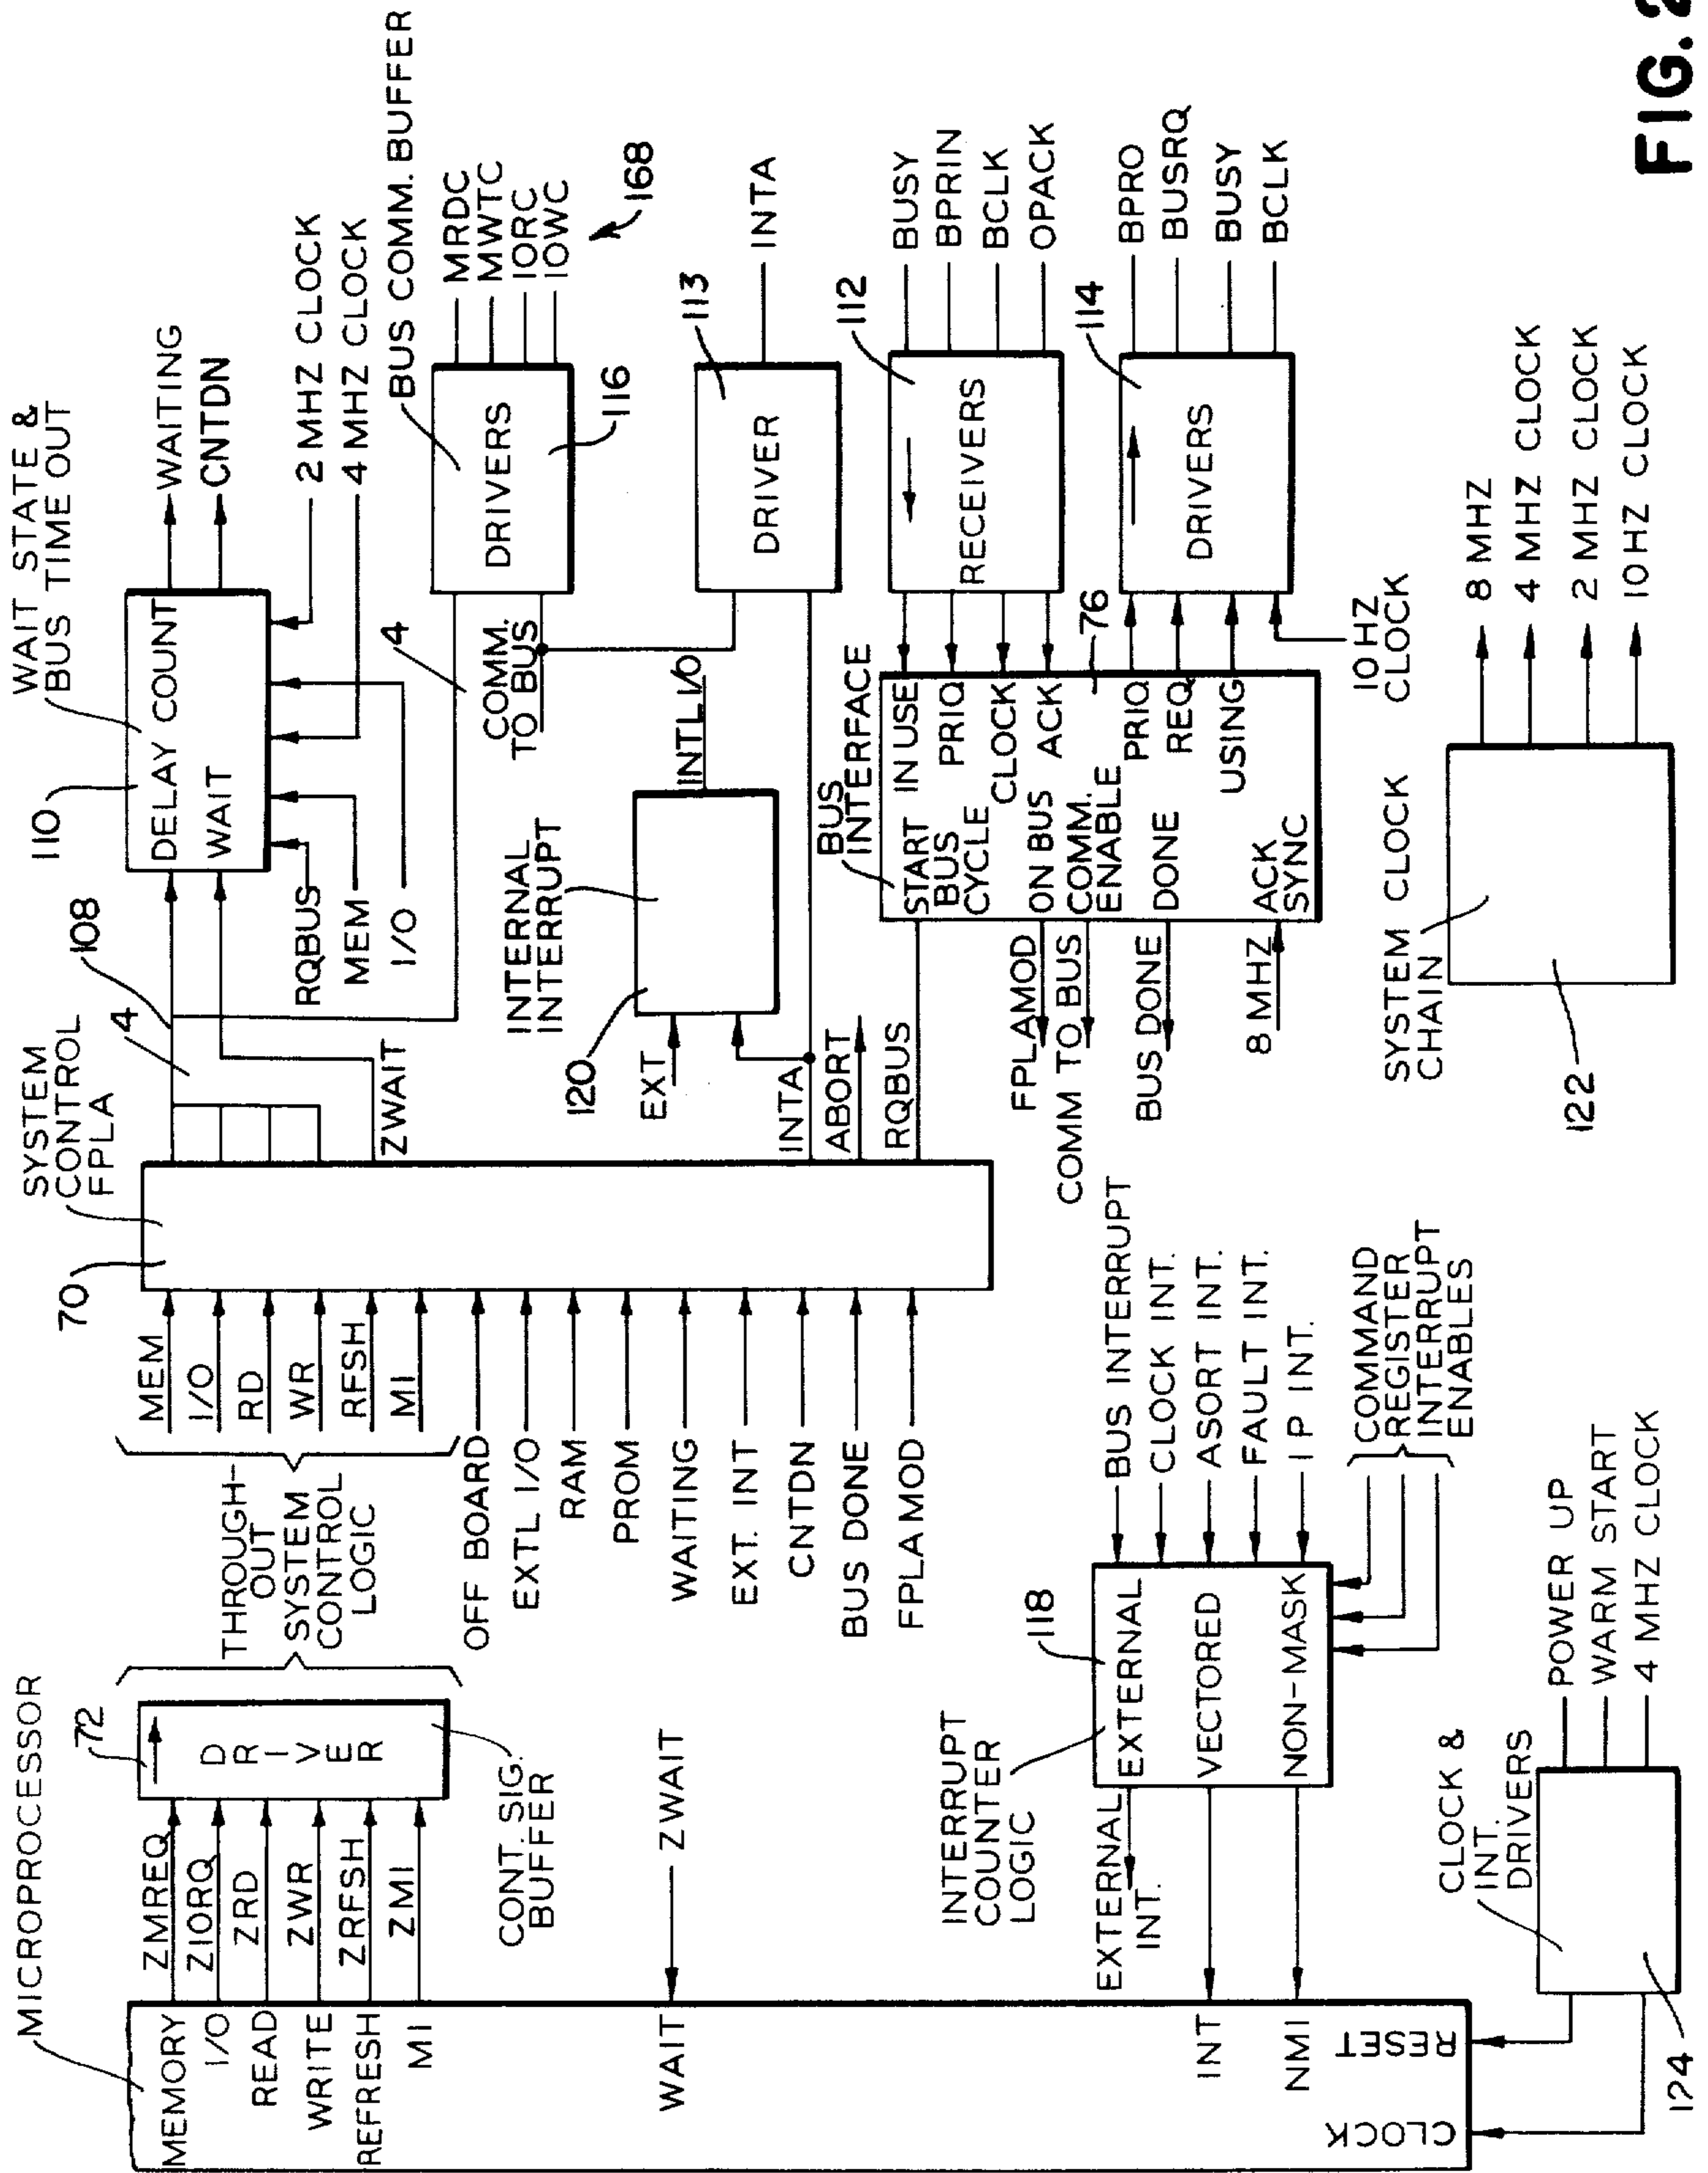 MICROPROCESSOR
MEMORY
I/O
READ
WRITE
REFRESH
MI
WAIT
INT
NMI
RESET
CLOCK
ZMREQ
ZIORQ
ZRD
ZWR
ZRFSH
ZMI
72
DRIVER
CONT. SIG.
BUFFER
ZWAIT
THROUGH-
OUT
SYSTEM
CONTROL
LOGIC
MEM
I/O
RD
WR
RFSH
MI
OFF BOARD
EXTL I/O
RAM
PROM
WAITING
EXT. INT
CNTDN
BUS DONE
FPLA MOD
70
SYSTEM
CONTROL
FPLA
4
108
ZWAIT
INTA
ABORT
RQBUS
110
WAIT STATE &
BUS TIME OUT
DELAY COUNT
WAIT
WAITING
CNTDN
RQBUS
MEM
I/O
2 MHZ CLOCK
4 MHZ CLOCK
BUS COMM. BUFFER
4
COMM.
TO BUS
DRIVERS
116
MRDC
MWTC
IORC
IOWC
168
INTERNAL
INTERRUPT
120
EXT
INTL I/O
113
DRIVER
INTA
BUS
INTERFACE
START
BUS
CYCLE
ON BUS
COMM.
ENABLE
DONE
ACK
SYNC
IN USE
PRIQ
CLOCK
ACK
76
PRIQ
REQ
USING
FPLAMOD
COMM TO BUS
BUS DONE
8 MHZ
112
RECEIVERS
BUSY
BPRIN
BCLK
OPACK
114
DRIVERS
BPRO
BUSRQ
BUSY
BCLK
10 HZ
CLOCK
INTERRUPT
COUNTER
LOGIC
118
EXTERNAL
VECTORED
NON-MASK
EXTERNAL
INT.
BUS INTERRUPT
CLOCK INT.
ASORT INT.
FAULT INT.
IP INT.
COMMAND
REGISTER
INTERRUPT
ENABLES
CLOCK &
INT.
DRIVERS
124
POWER UP
WARM START
4 MHZ CLOCK
SYSTEM CLOCK
CHAIN
122
8 MHZ
4 MHZ CLOCK
2 MHZ CLOCK
10HZ CLOCK
FIG. 2